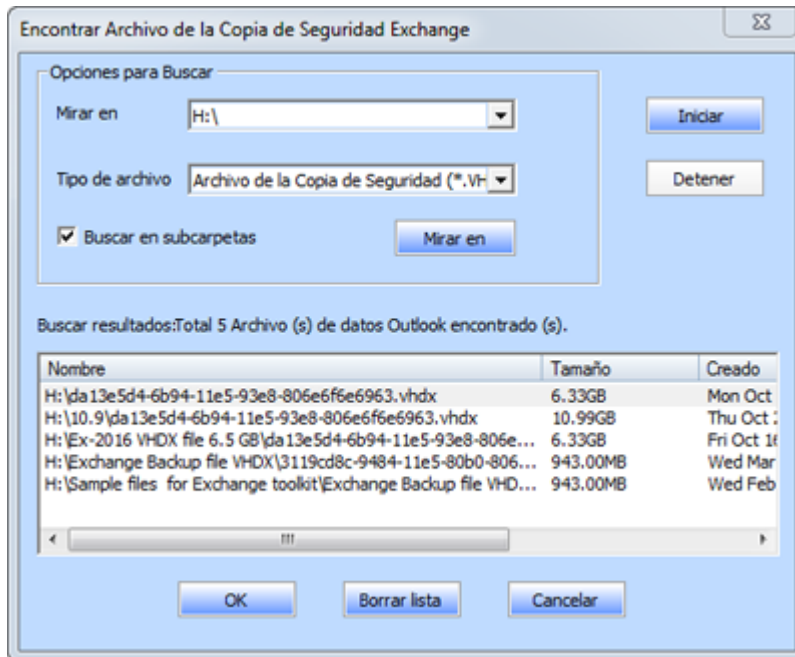 Encontrar Archivo de la Copia de Seguridad Exchange
Opciones para Buscar
Mirar en H:\ Iniciar
Tipo de archivo Archivo de la Copia de Seguridad (*.VH Detener
Buscar en subcarpetas Mirar en
Buscar resultados:Total 5 Archivo (s) de datos Outlook encontrado (s).
Nombre Tamaño Creado
H:\da13e5d4-6b94-11e5-93e8-806e6f6e6963.vhdx 6.33GB Mon Oct
H:\10.9\da13e5d4-6b94-11e5-93e8-806e6f6e6963.vhdx 10.99GB Thu Oct 2
H:\Ex-2016 VHDX file 6.5 GB\da13e5d4-6b94-11e5-93e8-806e... 6.33GB Fri Oct 16
H:\Exchange Backup file VHDX\3119cd8c-9484-11e5-80b0-806... 943.00MB Wed Mar
H:\Sample files for Exchange toolkit\Exchange Backup file VHD... 943.00MB Wed Feb
OK Borrar lista Cancelar